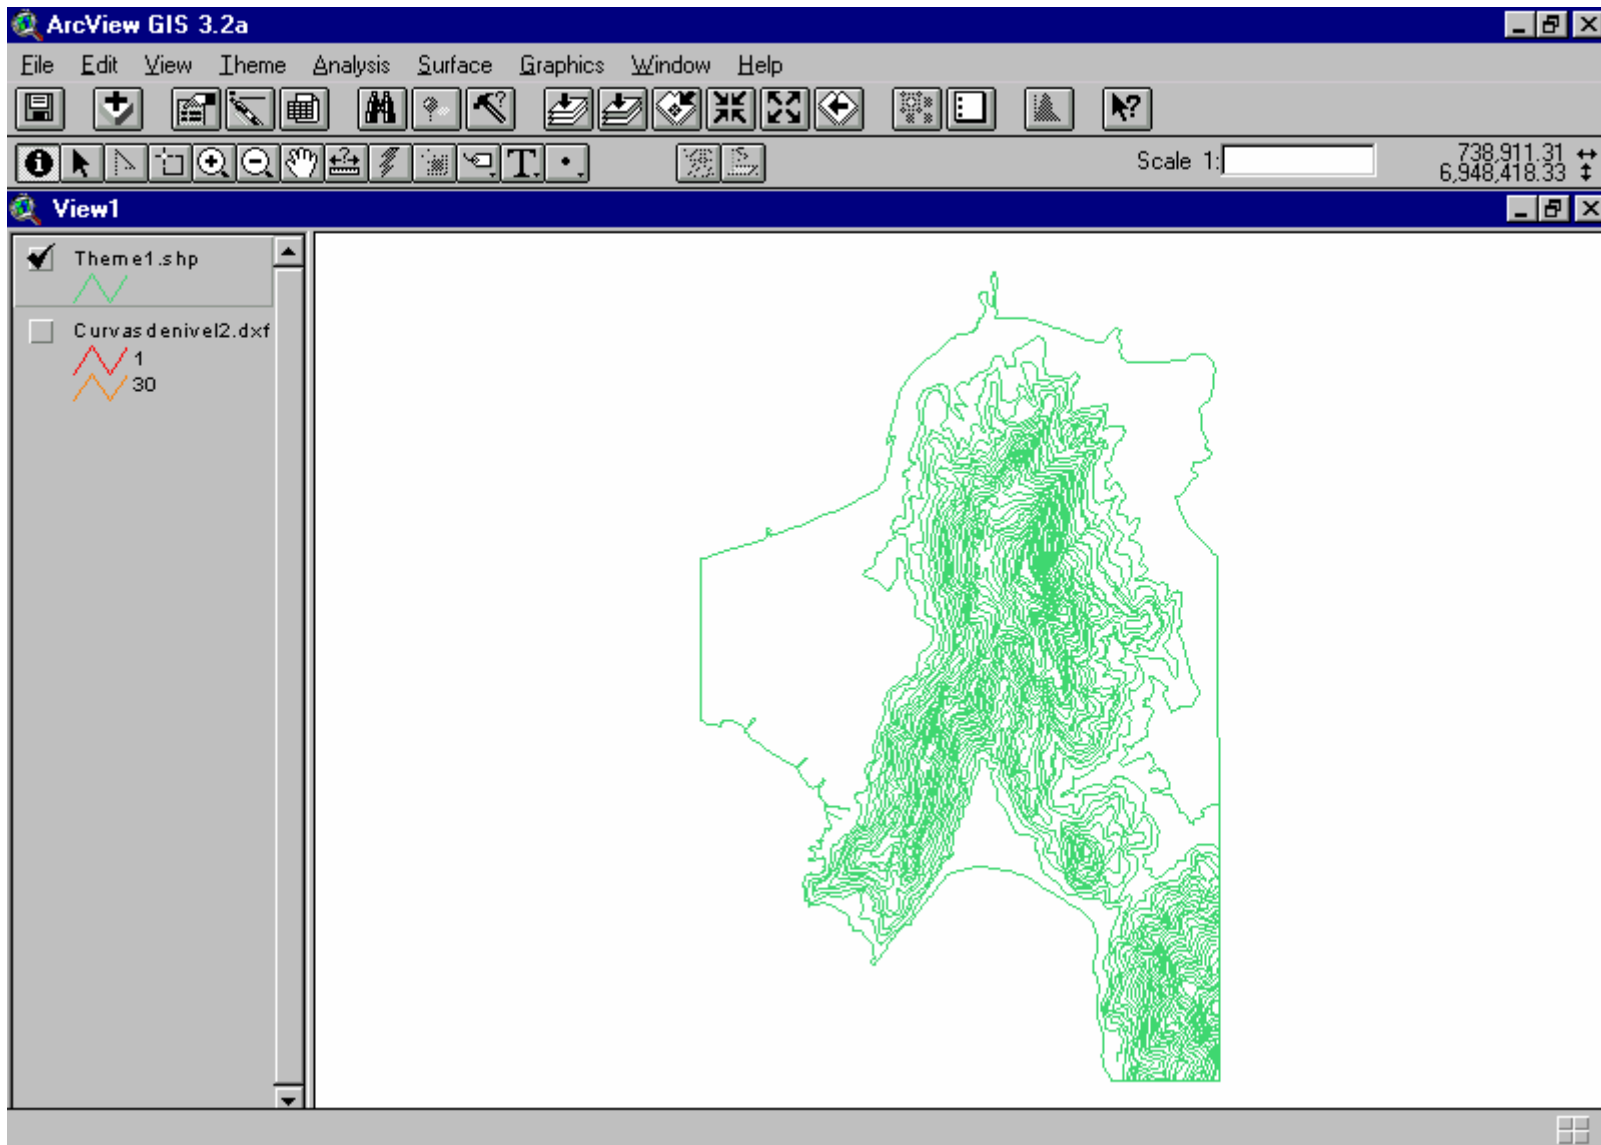 ArcView GIS 3.2a
File Edit View Theme Analysis Surface Graphics Window Help
Scale 1:
738,911.31
6,948,418.33
View1
Theme1.shp
Curvasdenivel2.dxf
1
30